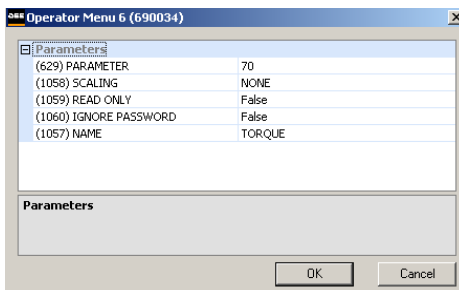 Operator Menu 6 (690034)
Parameters
(629) PARAMETER 70
(1058) SCALING NONE
(1059) READ ONLY False
(1060) IGNORE PASSWORD False
(1057) NAME TORQUE
Parameters
OK Cancel